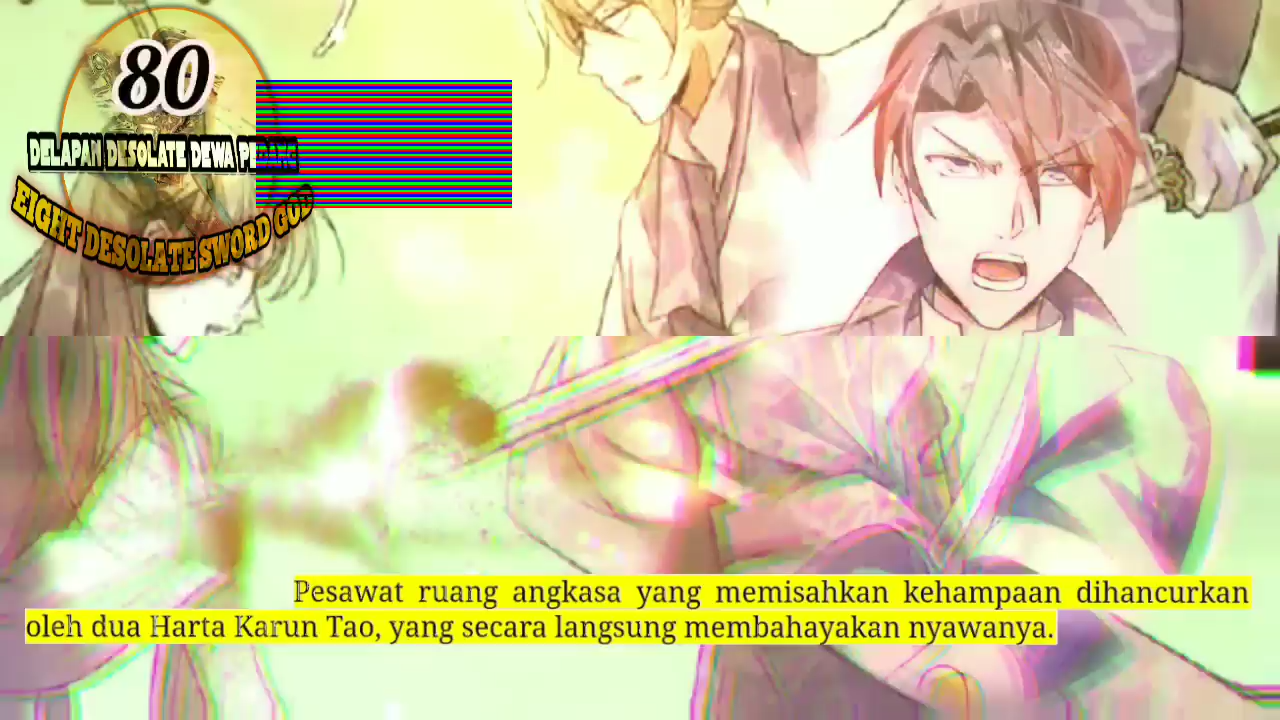 80
DELAPAN DESOLATE DEWA PEDANG
EIGHT DESOLATE SWORD GOD
Pesawat ruang angkasa yang memisahkan kehampaan dihancurkan
oleh dua Harta Karun Tao, yang secara langsung membahayakan nyawanya.